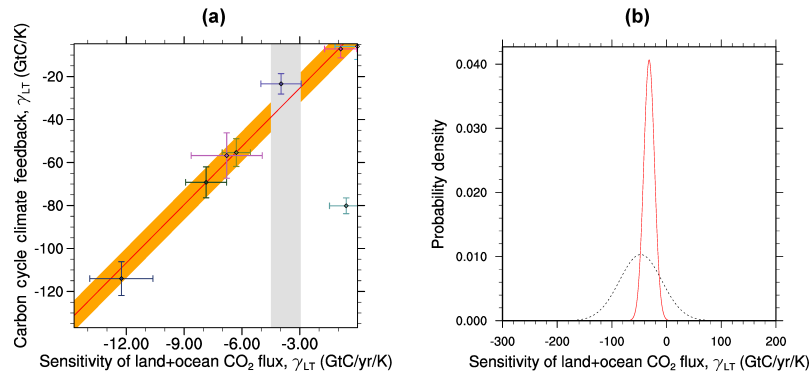 (a)
Carbon cycle climate feedback, γLT (GtC/K)
-20
-40
-60
-80
-100
-120
-12.00 -9.00 -6.00 -3.00
Sensitivity of land+ocean CO2 flux, γLT (GtC/yr/K)
(b)
Probability density
0.040
0.030
0.020
0.010
0.000
-300 -200 -100 0 100 200
Sensitivity of land+ocean CO2 flux, γLT (GtC/yr/K)